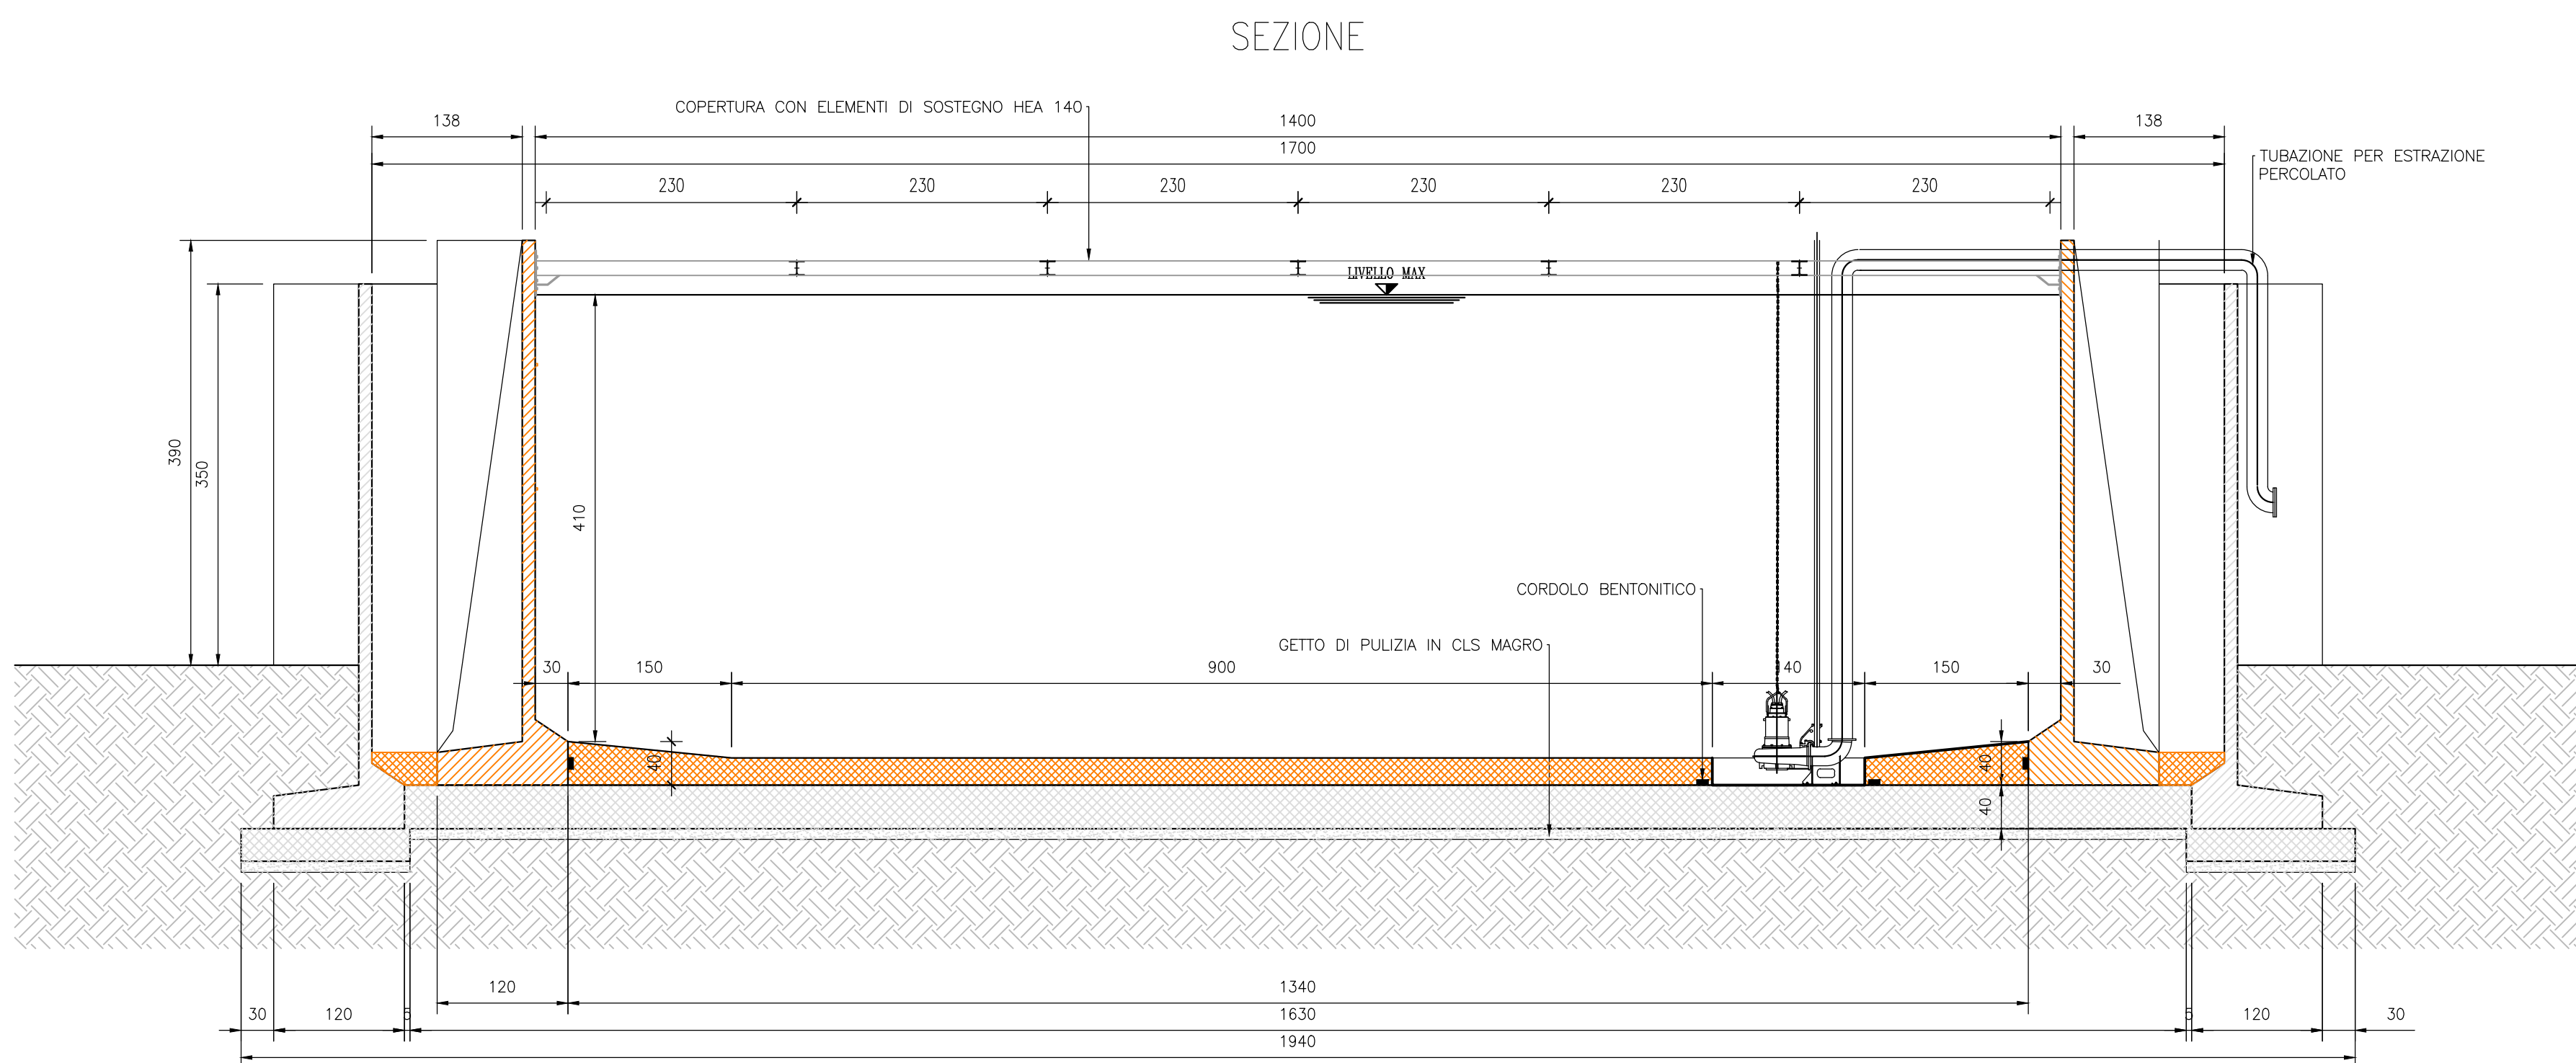 SEZIONE
COPERTURA CON ELEMENTI DI SOSTEGNO HEA 140
138
1400
138
1700
TUBAZIONE PER ESTRAZIONE
PERCOLATO
230 230 230 230 230 230
LIVELLO MAX
390
350
410
CORDOLO BENTONITICO
GETTO DI PULIZIA IN CLS MAGRO
30 150 900 140 150 30
40
40
40
120 1340
30 120 5 1630 5 120 30
1940